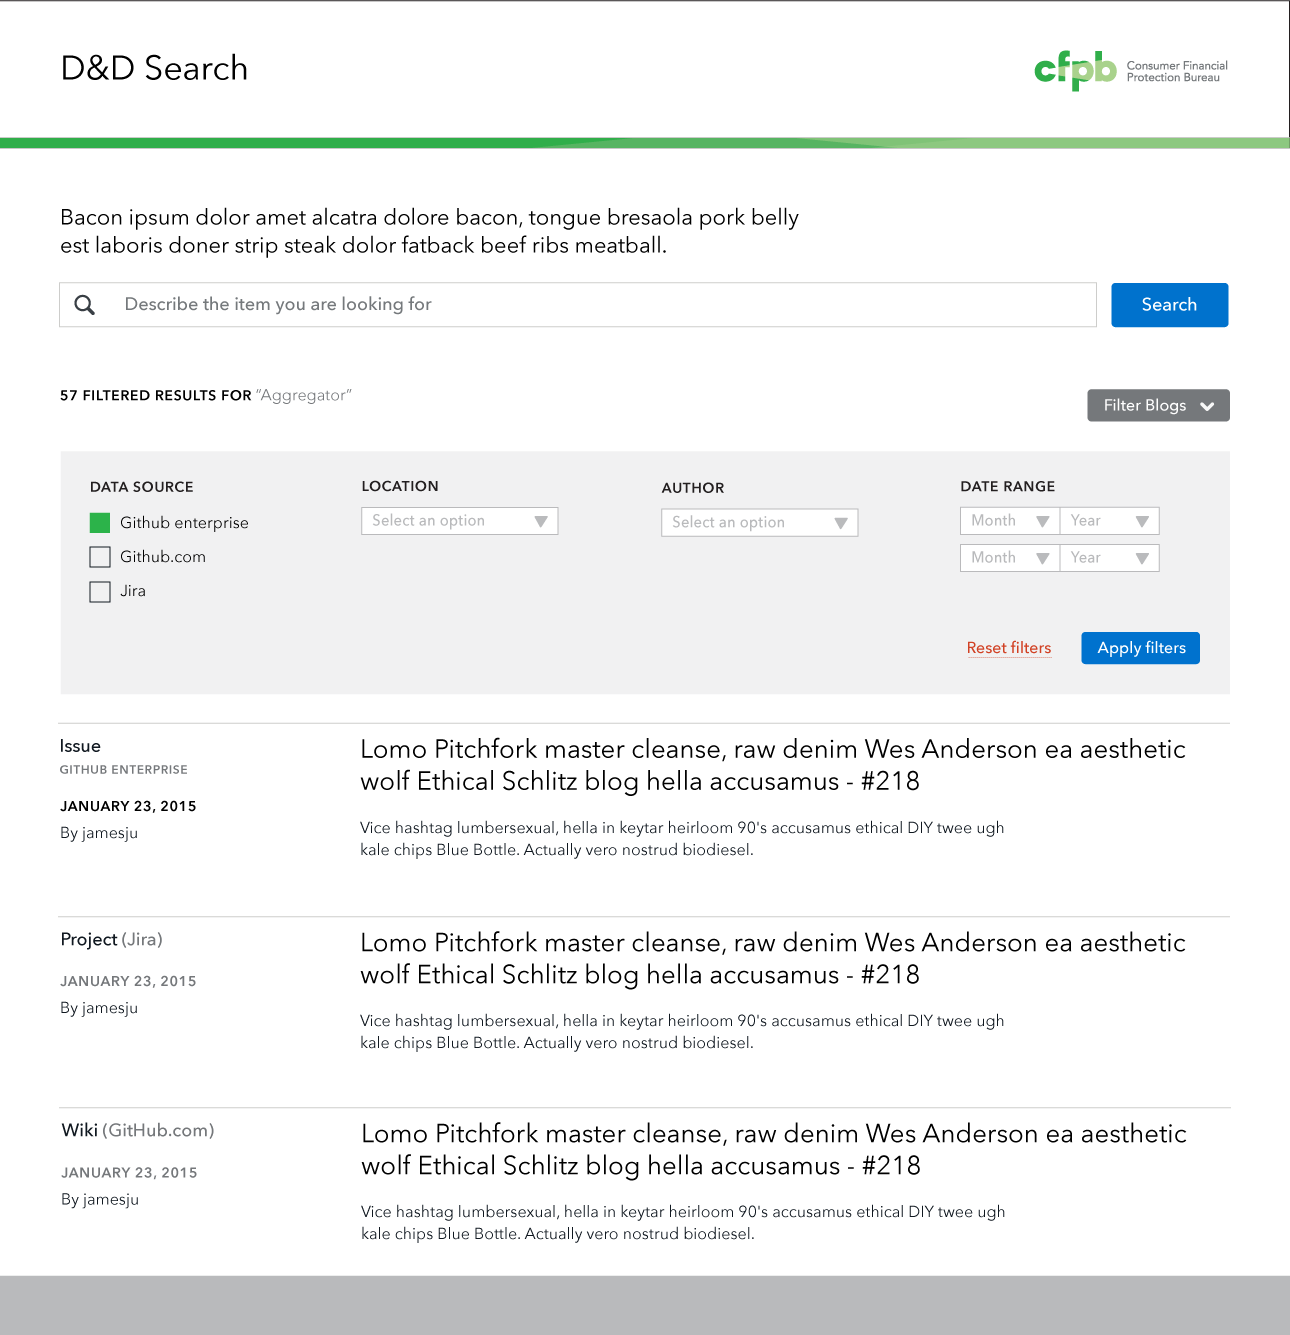 D&D Search
cfpb
Consumer Financial
Protection Bureau
Bacon ipsum dolor amet alcatra dolore bacon, tongue bresaola pork belly
est laboris doner strip steak dolor fatback beef ribs meatball.
Describe the item you are looking for
Search
57 FILTERED RESULTS FOR “Aggregator”
Filter Blogs
DATA SOURCE
Github enterprise
Github.com
Jira
LOCATION
Select an option
AUTHOR
Select an option
DATE RANGE
Month Year
Month Year
Reset filters
Apply filters
Issue
GITHUB ENTERPRISE
JANUARY 23, 2015
By jamesju
Lomo Pitchfork master cleanse, raw denim Wes Anderson ea aesthetic
wolf Ethical Schlitz blog hella accusamus - #218
Vice hashtag lumbersexual, hella in keytar heirloom 90's accusamus ethical DIY twee ugh
kale chips Blue Bottle. Actually vero nostrud biodiesel.
Project (Jira)
JANUARY 23, 2015
By jamesju
Lomo Pitchfork master cleanse, raw denim Wes Anderson ea aesthetic
wolf Ethical Schlitz blog hella accusamus - #218
Vice hashtag lumbersexual, hella in keytar heirloom 90's accusamus ethical DIY twee ugh
kale chips Blue Bottle. Actually vero nostrud biodiesel.
Wiki (GitHub.com)
JANUARY 23, 2015
By jamesju
Lomo Pitchfork master cleanse, raw denim Wes Anderson ea aesthetic
wolf Ethical Schlitz blog hella accusamus - #218
Vice hashtag lumbersexual, hella in keytar heirloom 90's accusamus ethical DIY twee ugh
kale chips Blue Bottle. Actually vero nostrud biodiesel.